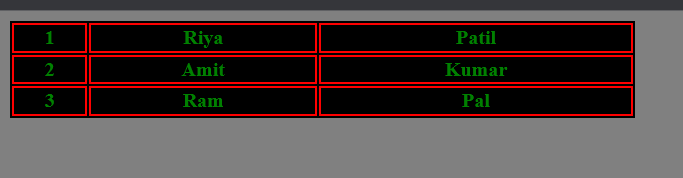 1 Riya Patil
2 Amit Kumar
3 Ram Pal